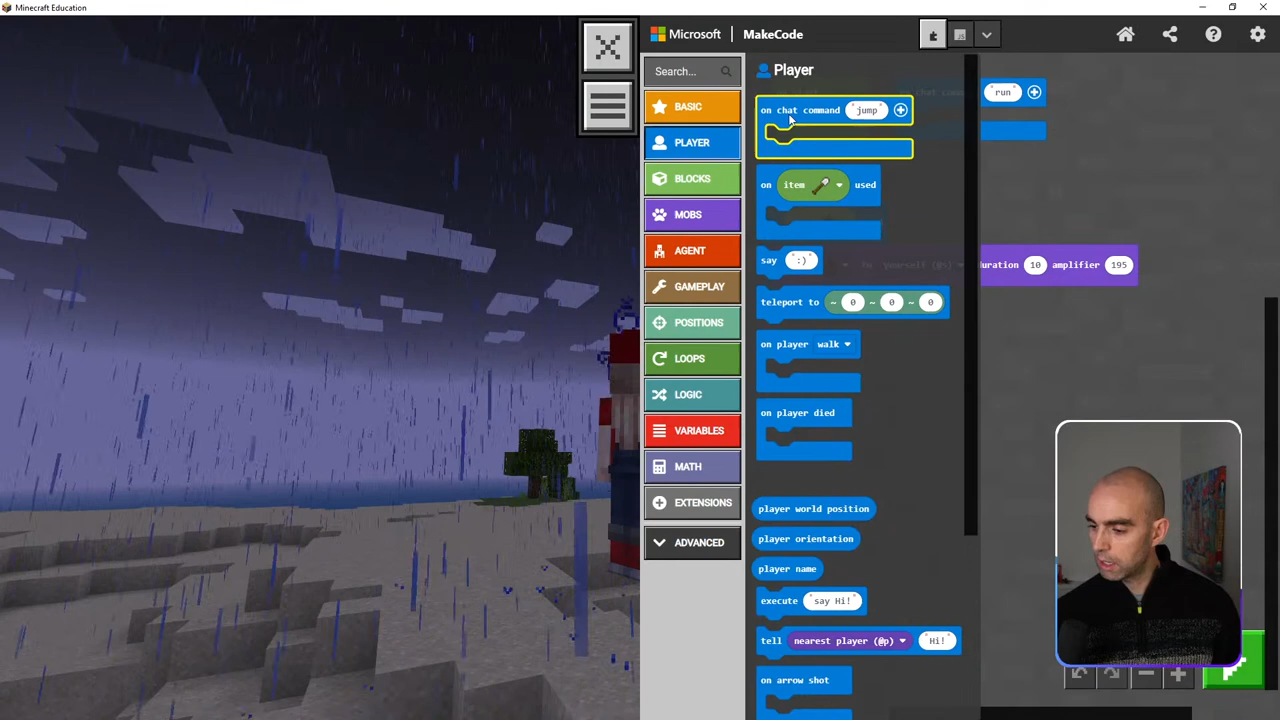 Minecraft Education
Microsoft MakeCode
Search...
BASIC
PLAYER
BLOCKS
MOBS
AGENT
GAMEPLAY
POSITIONS
LOOPS
LOGIC
VARIABLES
MATH
EXTENSIONS
ADVANCED
Player
on chat command "jump"
on item used
say ":)"
teleport to ~ 0 ~ 0 ~ 0
on player walk
on player died
player world position
player orientation
player name
execute "say Hi!"
tell nearest player (@p) "Hi!"
on arrow shot
"run"
duration 10 amplifier 195
JS